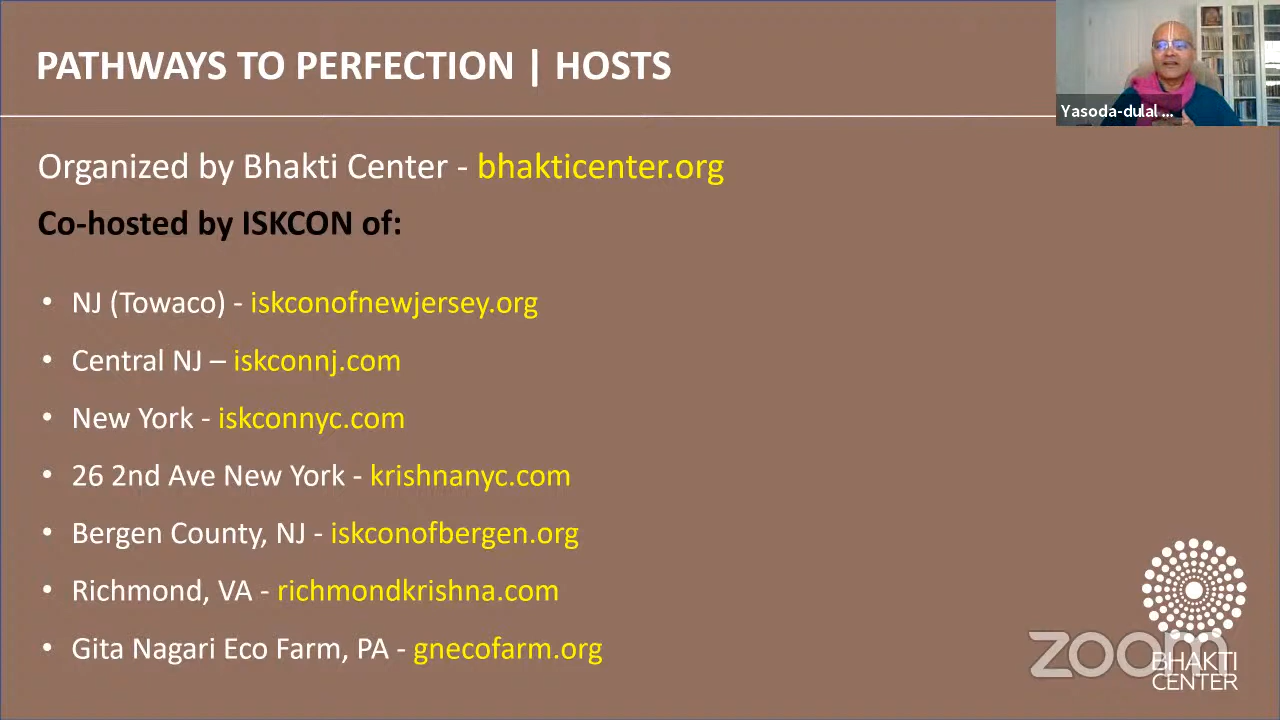 PATHWAYS TO PERFECTION | HOSTS
Yasoda-dulal ...
Organized by Bhakti Center - bhakticenter.org
Co-hosted by ISKCON of:
• NJ (Towaco) - iskconofnewjersey.org
• Central NJ – iskconnj.com
• New York - iskconnyc.com
• 26 2nd Ave New York - krishnanyc.com
• Bergen County, NJ - iskconofbergen.org
• Richmond, VA - richmondkrishna.com
• Gita Nagari Eco Farm, PA - gnecofarm.org
zoom
BHAKTI
CENTER